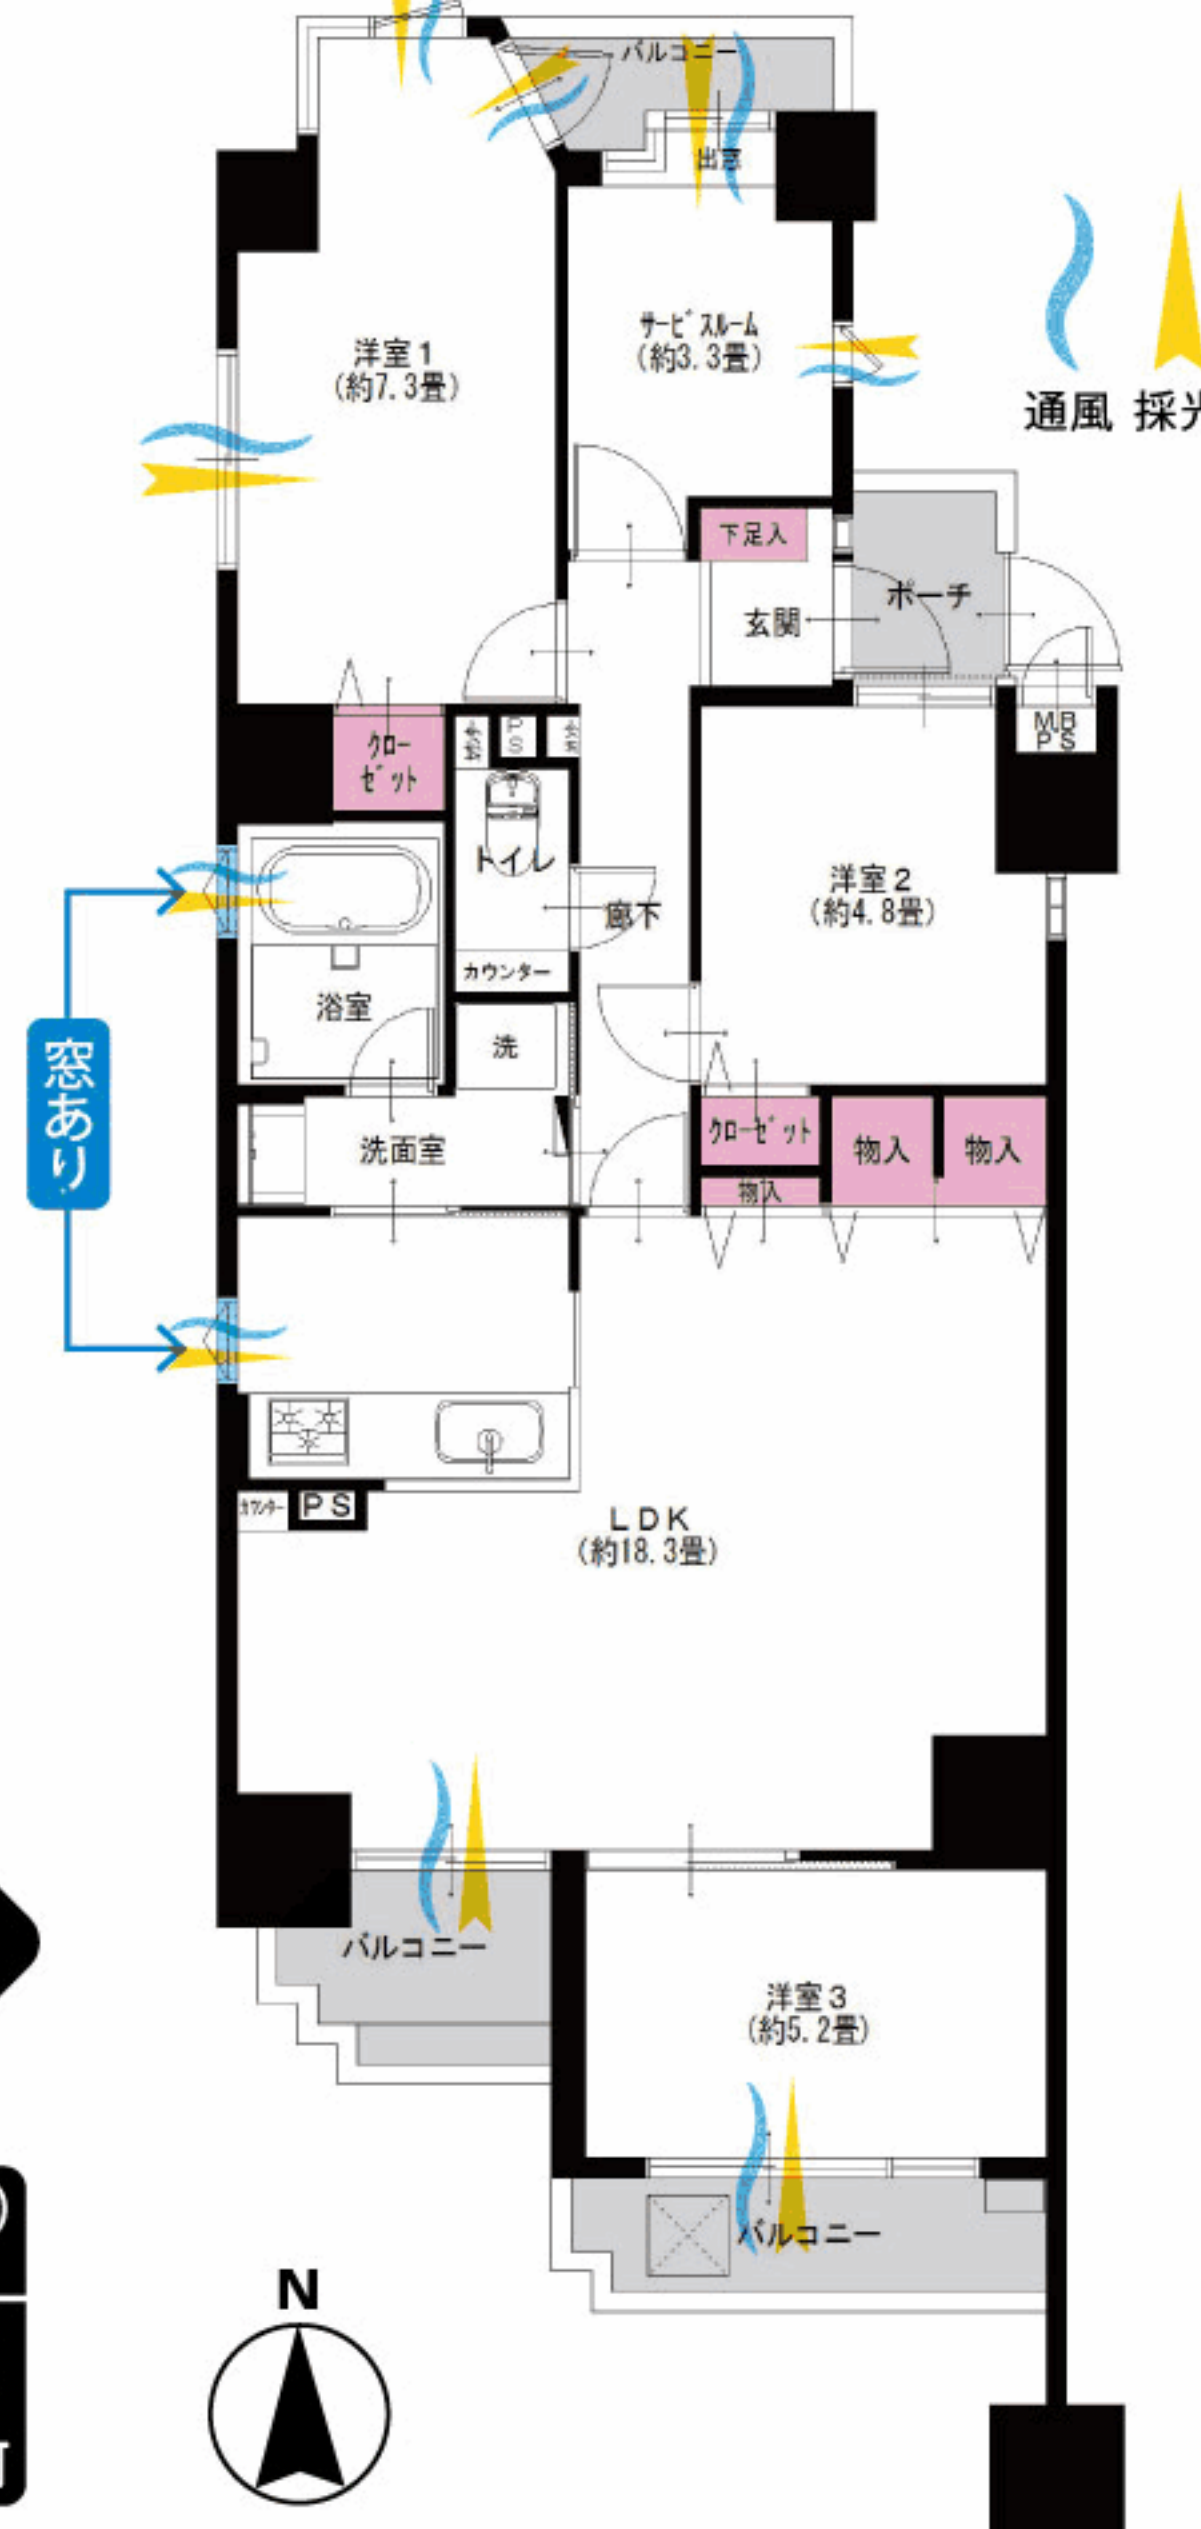 バルコニー
出窓
サービスルーム
(約3.3畳)
洋室1
(約7.3畳)
通風 採光
下足入
玄関
ポーチ
MB
PS
クロー
ゼット
PS
トイレ
廊下
洋室2
(約4.8畳)
カウンター
浴室
洗
窓あり
洗面室
クローゼット
物入
物入
物入
カウンター
PS
LDK
(約18.3畳)
バルコニー
洋室3
(約5.2畳)
バルコニー
N